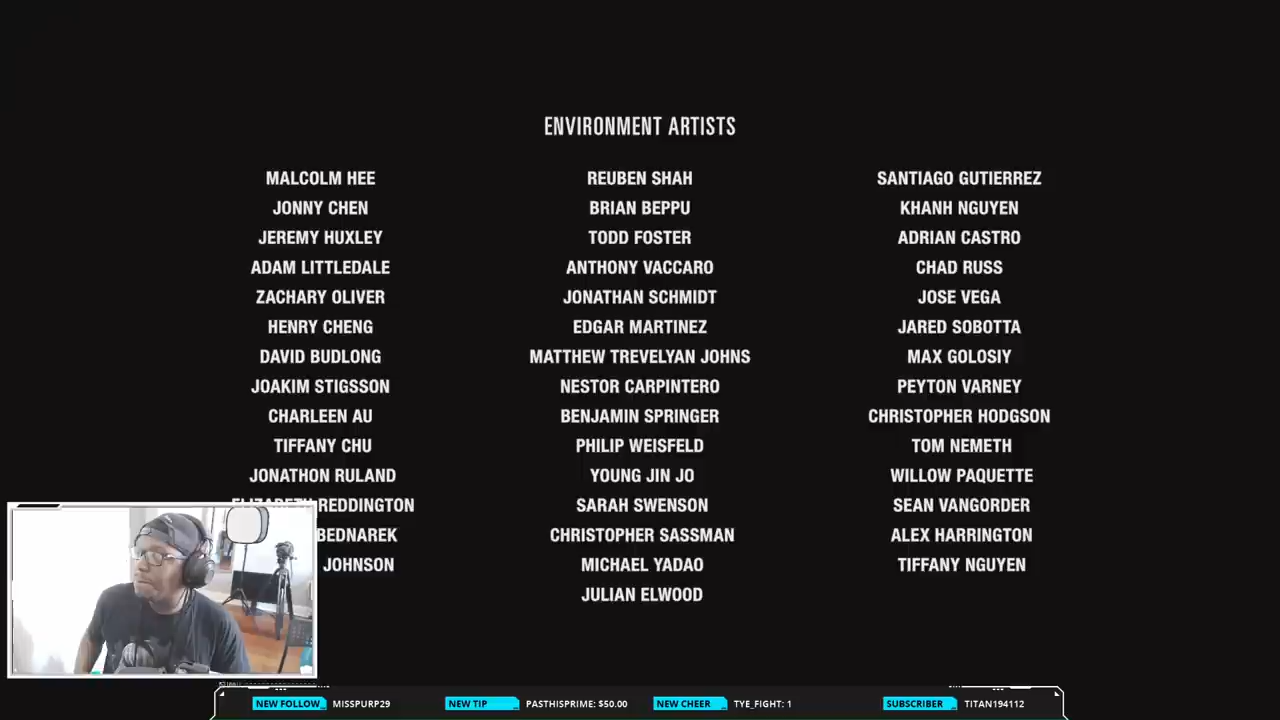 ENVIRONMENT ARTISTS
MALCOLM HEE
JONNY CHEN
JEREMY HUXLEY
ADAM LITTLEDALE
ZACHARY OLIVER
HENRY CHENG
DAVID BUDLONG
JOAKIM STIGSSON
CHARLEEN AU
TIFFANY CHU
JONATHON RULAND
ELIZABETH REDDINGTON
BEDNAREK
JOHNSON
REUBEN SHAH
BRIAN BEPPU
TODD FOSTER
ANTHONY VACCARO
JONATHAN SCHMIDT
EDGAR MARTINEZ
MATTHEW TREVELYAN JOHNS
NESTOR CARPINTERO
BENJAMIN SPRINGER
PHILIP WEISFELD
YOUNG JIN JO
SARAH SWENSON
CHRISTOPHER SASSMAN
MICHAEL YADAO
JULIAN ELWOOD
SANTIAGO GUTIERREZ
KHANH NGUYEN
ADRIAN CASTRO
CHAD RUSS
JOSE VEGA
JARED SOBOTTA
MAX GOLOSIY
PEYTON VARNEY
CHRISTOPHER HODGSON
TOM NEMETH
WILLOW PAQUETTE
SEAN VANGORDER
ALEX HARRINGTON
TIFFANY NGUYEN
NEW FOLLOW MISSPURP29 NEW TIP PASTHISPRIME: $50.00 NEW CHEER TYE_FIGHT: 1 SUBSCRIBER TITAN194112